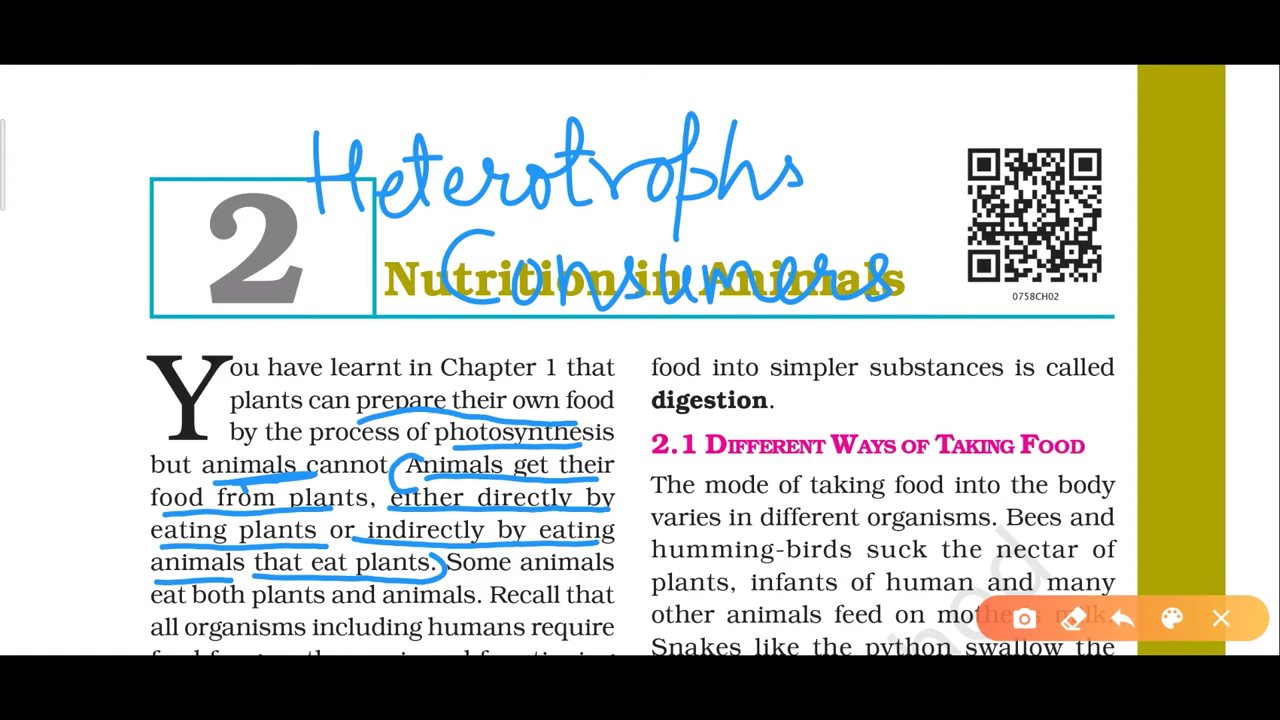 Heterotrophs
Consumers
2
Nutrition in Animals
0758CH02
You have learnt in Chapter 1 that
plants can prepare their own food
by the process of photosynthesis
but animals cannot. Animals get their
food from plants, either directly by
eating plants or indirectly by eating
animals that eat plants. Some animals
eat both plants and animals. Recall that
all organisms including humans require
food into simpler substances is called
digestion.
2.1 DIFFERENT WAYS OF TAKING FOOD
The mode of taking food into the body
varies in different organisms. Bees and
humming-birds suck the nectar of
plants, infants of human and many
other animals feed on mother's milk.
Snakes like the python swallow the